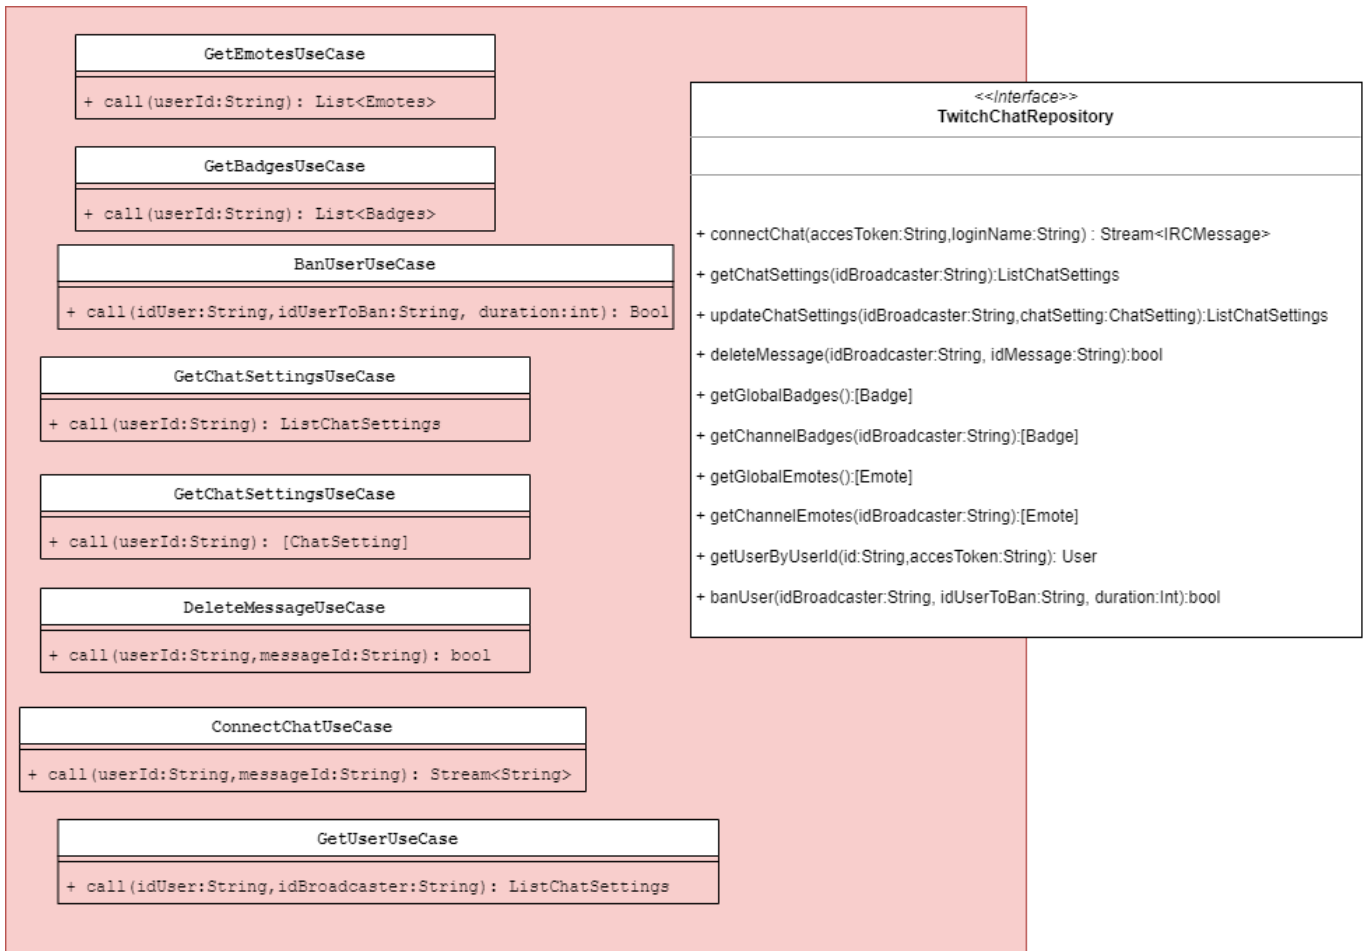 GetEmotesUseCase
+ call(userId:String): List<Emotes>
GetBadgesUseCase
+ call(userId:String): List<Badges>
BanUserUseCase
+ call(idUser:String,idUserToBan:String, duration:int): Bool
GetChatSettingsUseCase
+ call(userId:String): ListChatSettings
GetChatSettingsUseCase
+ call(userId:String): [ChatSetting]
DeleteMessageUseCase
+ call(userId:String,messageId:String): bool
ConnectChatUseCase
+ call(userId:String,messageId:String): Stream<String>
GetUserUseCase
+ call(idUser:String,idBroadcaster:String): ListChatSettings
<<Interface>>
TwitchChatRepository
+ connectChat(accesToken:String,loginName:String) : Stream<IRCMessage>
+ getChatSettings(idBroadcaster:String):ListChatSettings
+ updateChatSettings(idBroadcaster:String,chatSetting:ChatSetting):ListChatSettings
+ deleteMessage(idBroadcaster:String, idMessage:String):bool
+ getGlobalBadges():[Badge]
+ getChannelBadges(idBroadcaster:String):[Badge]
+ getGlobalEmotes():[Emote]
+ getChannelEmotes(idBroadcaster:String):[Emote]
+ getUserByUserId(id:String,accesToken:String): User
+ banUser(idBroadcaster:String, idUserToBan:String, duration:Int):bool